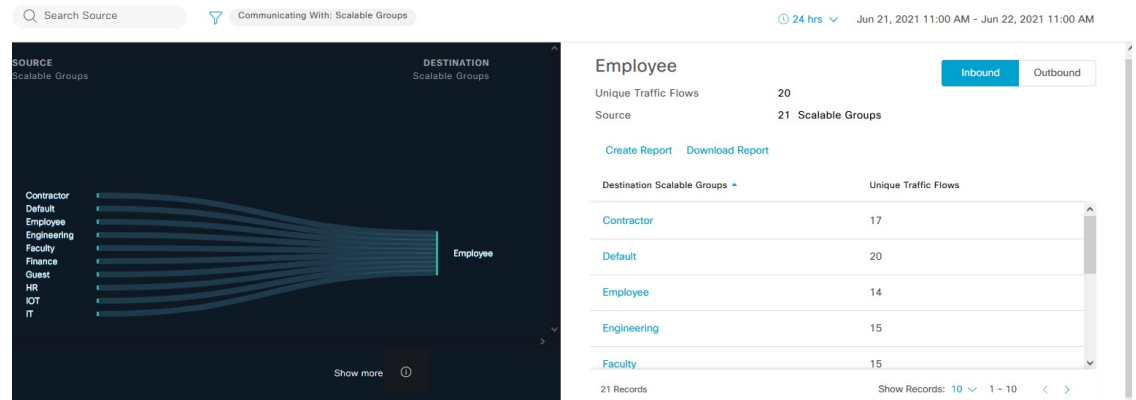 Search Source
Communicating With: Scalable Groups
24 hrs
Jun 21, 2021 11:00 AM - Jun 22, 2021 11:00 AM
SOURCE
Scalable Groups
DESTINATION
Scalable Groups
Contractor
Default
Employee
Engineering
Faculty
Finance
Guest
HR
IOT
IT
Employee
Show more
Employee
Inbound
Outbound
Unique Traffic Flows 20
Source 21 Scalable Groups
Create Report Download Report
Destination Scalable Groups Unique Traffic Flows
Contractor 17
Default 20
Employee 14
Engineering 15
Faculty 15
21 Records Show Records: 10 1 - 10